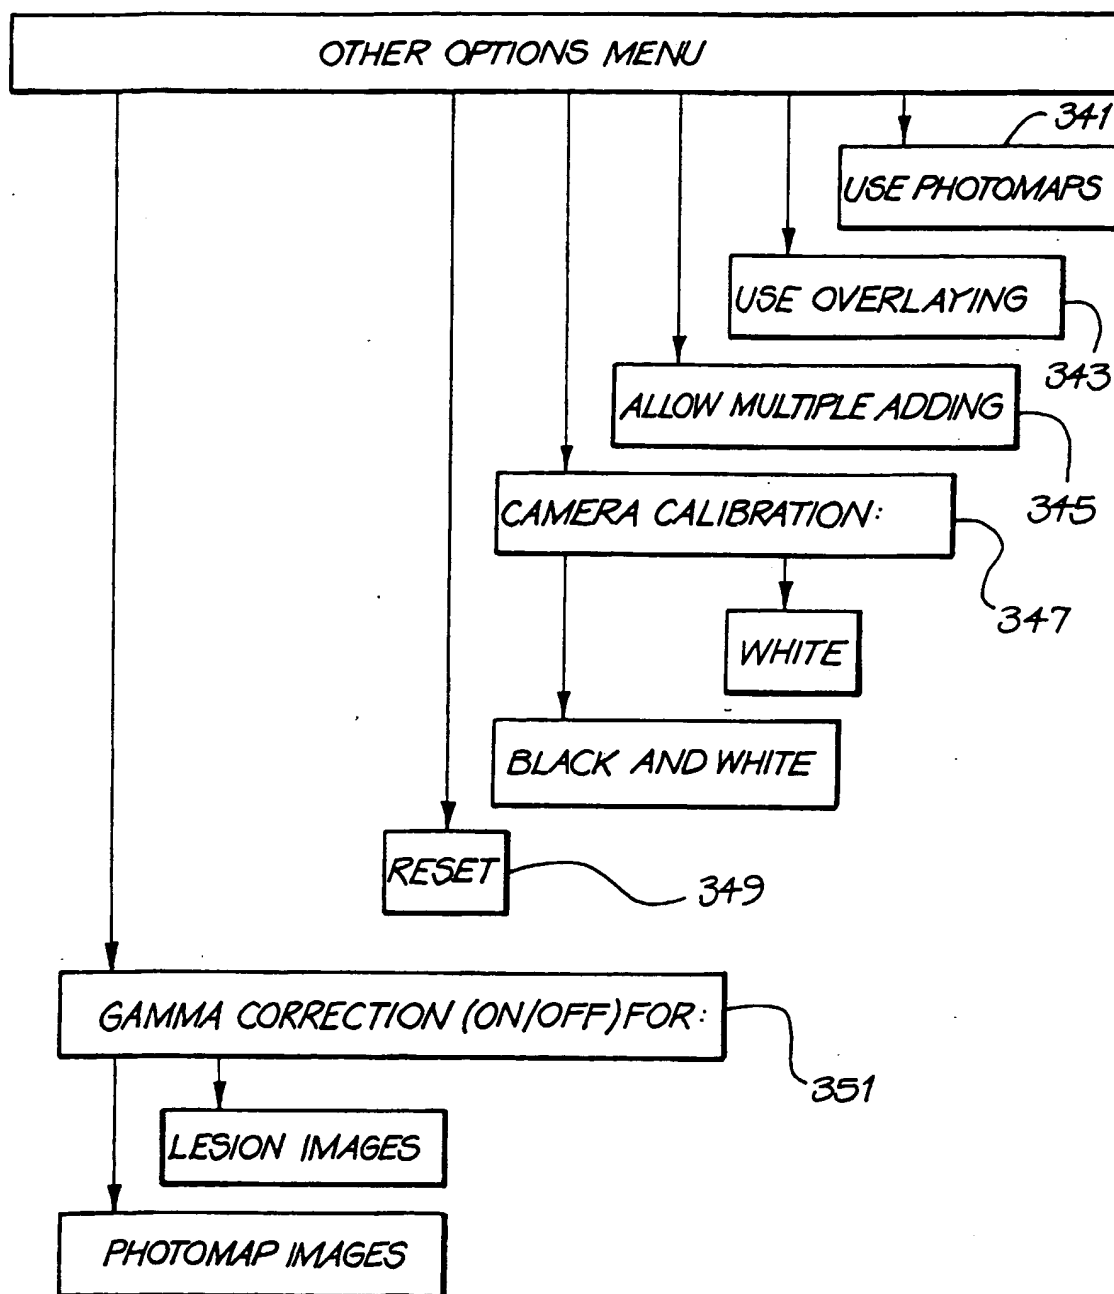 OTHER OPTIONS MENU
341
USE PHOTOMAPS
USE OVERLAYING
343
ALLOW MULTIPLE ADDING
345
CAMERA CALIBRATION:
347
WHITE
BLACK AND WHITE
RESET
349
GAMMA CORRECTION (ON/OFF) FOR:
351
LESION IMAGES
PHOTOMAP IMAGES